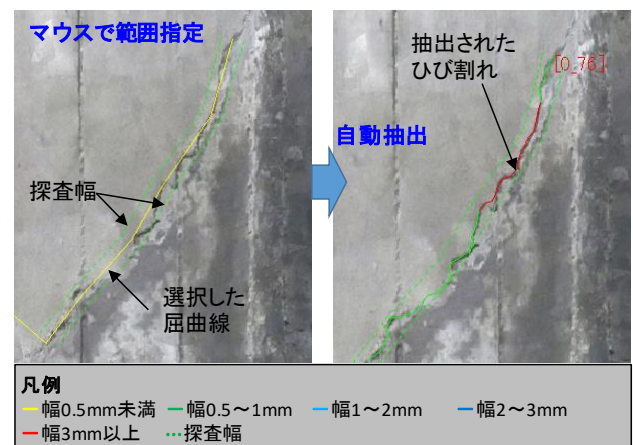 マウスで範囲指定
探査幅
選択した
屈曲線
自動抽出
抽出された
ひび割れ
[0_76]
凡例
幅0.5mm未満 幅0.5～1mm 幅1～2mm 幅2～3mm
幅3mm以上 探査幅